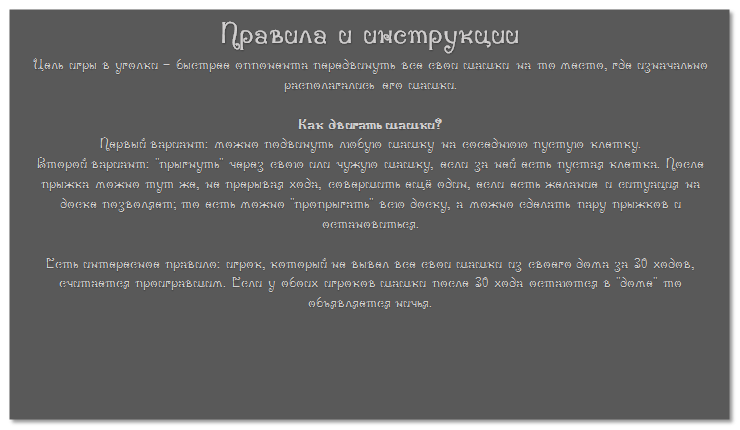 Правила и инструкции
Цель игры в уголки - быстрее оппонента передвинуть все свои шашки на то место, где изначально
располагались его шашки.
Как двигать шашки?
Первый вариант: можно подвинуть любую шашку на соседнюю пустую клетку.
Второй вариант: "прыгнуть" через свою или чужую шашку, если за ней есть пустая клетка. После
прыжка можно тут же, не прерывая хода, совершить ещё один, если есть желание и ситуация на
доске позволяет; то есть можно "пропрыгать" всю доску, а можно сделать пару прыжков и
остановиться.
Есть интересное правило: игрок, который не вывел все свои шашки из своего дома за 30 ходов,
считается проигравшим. Если у обоих игроков шашки после 30 хода остаются в "доме" то
объявляется ничья.